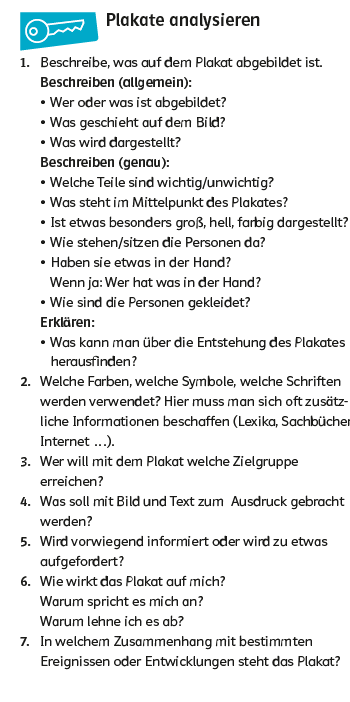 Plakate analysieren
1. Beschreibe, was auf dem Plakat abgebildet ist.
Beschreiben (allgemein):
• Wer oder was ist abgebildet?
• Was geschieht auf dem Bild?
• Was wird dargestellt?
Beschreiben (genau):
• Welche Teile sind wichtig/unwichtig?
• Was steht im Mittelpunkt des Plakates?
• Ist etwas besonders groß, hell, farbig dargestellt?
• Wie stehen/sitzen die Personen da?
• Haben sie etwas in der Hand?
Wenn ja: Wer hat was in der Hand?
• Wie sind die Personen gekleidet?
Erklären:
• Was kann man über die Entstehung des Plakates
herausfinden?
2. Welche Farben, welche Symbole, welche Schriften
werden verwendet? Hier muss man sich oft zusätz-
liche Informationen beschaffen (Lexika, Sachbücher
Internet ...).
3. Wer will mit dem Plakat welche Zielgruppe
erreichen?
4. Was soll mit Bild und Text zum Ausdruck gebracht
werden?
5. Wird vorwiegend informiert oder wird zu etwas
aufgefordert?
6. Wie wirkt das Plakat auf mich?
Warum spricht es mich an?
Warum lehne ich es ab?
7. In welchem Zusammenhang mit bestimmten
Ereignissen oder Entwicklungen steht das Plakat?